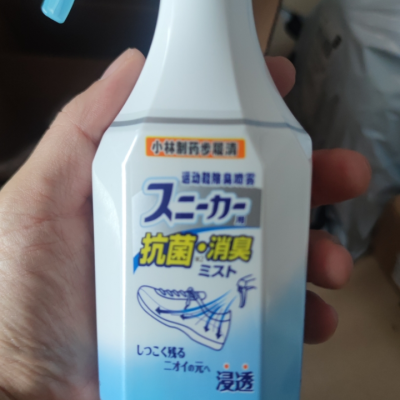 小林制药步履清
运动鞋除臭喷雾
スニーカー用
抗菌・消臭
ミスト
しつこく残る
ニオイの元へ
浸透